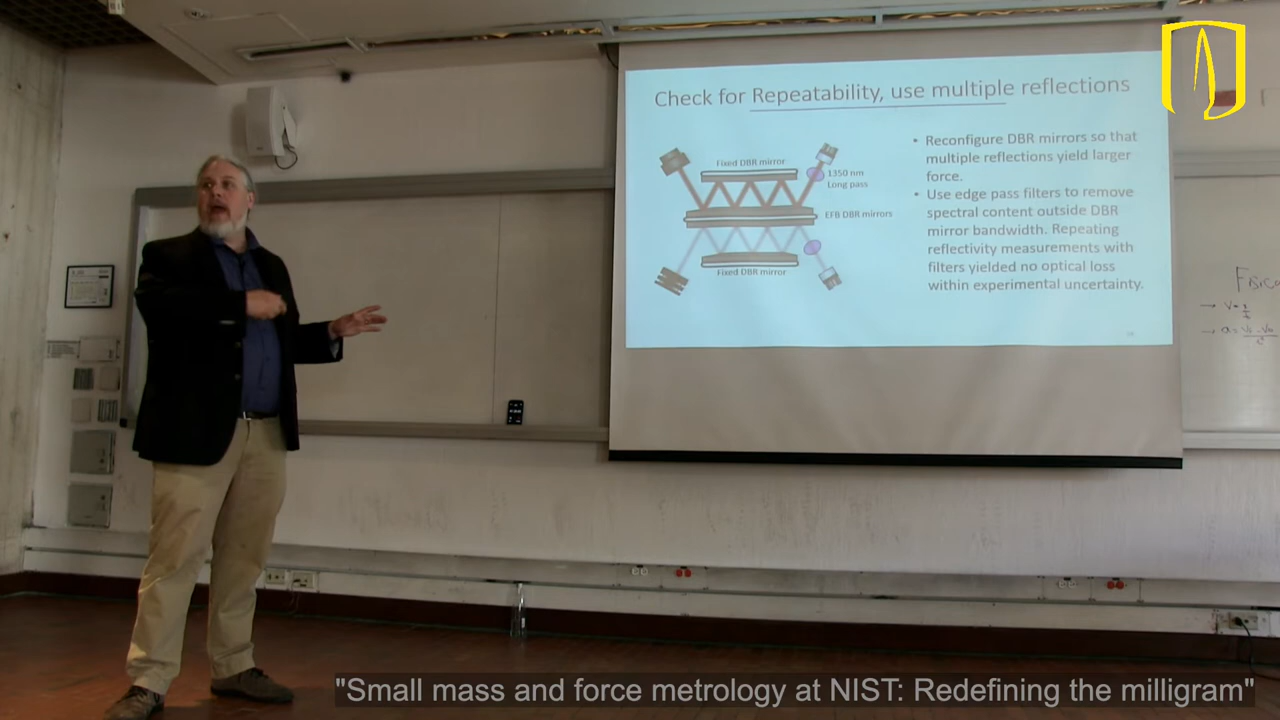 Check for Repeatability, use multiple reflections
Fixed DBR mirror
1350 nm
Long pass
EFB DBR mirrors
Fixed DBR mirror
• Reconfigure DBR mirrors so that
multiple reflections yield larger
force.
• Use edge pass filters to remove
spectral content outside DBR
mirror bandwidth. Repeating
reflectivity measurements with
filters yielded no optical loss
within experimental uncertainty.
"Small mass and force metrology at NIST: Redefining the milligram"